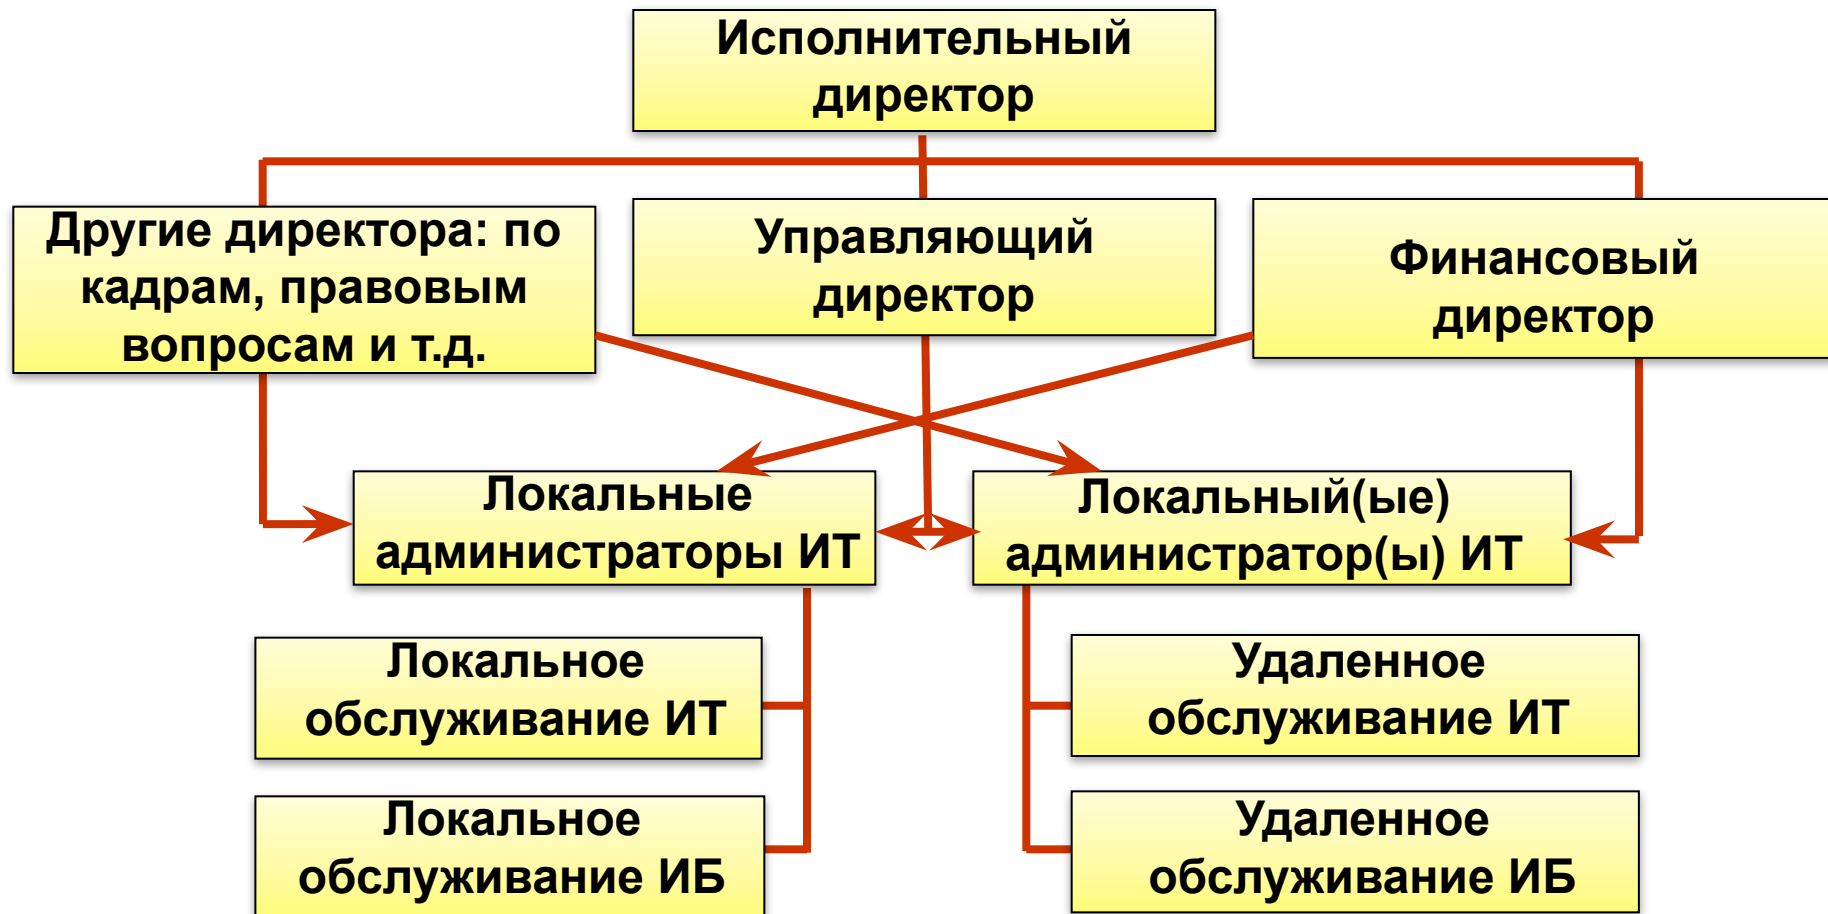 Исполнительный
директор
Другие директора: по
кадрам, правовым
вопросам и т.д.
Управляющий
директор
Финансовый
директор
Локальные
администраторы ИТ
Локальный(ые)
администратор(ы) ИТ
Локальное
обслуживание ИТ
Удаленное
обслуживание ИТ
Локальное
обслуживание ИБ
Удаленное
обслуживание ИБ